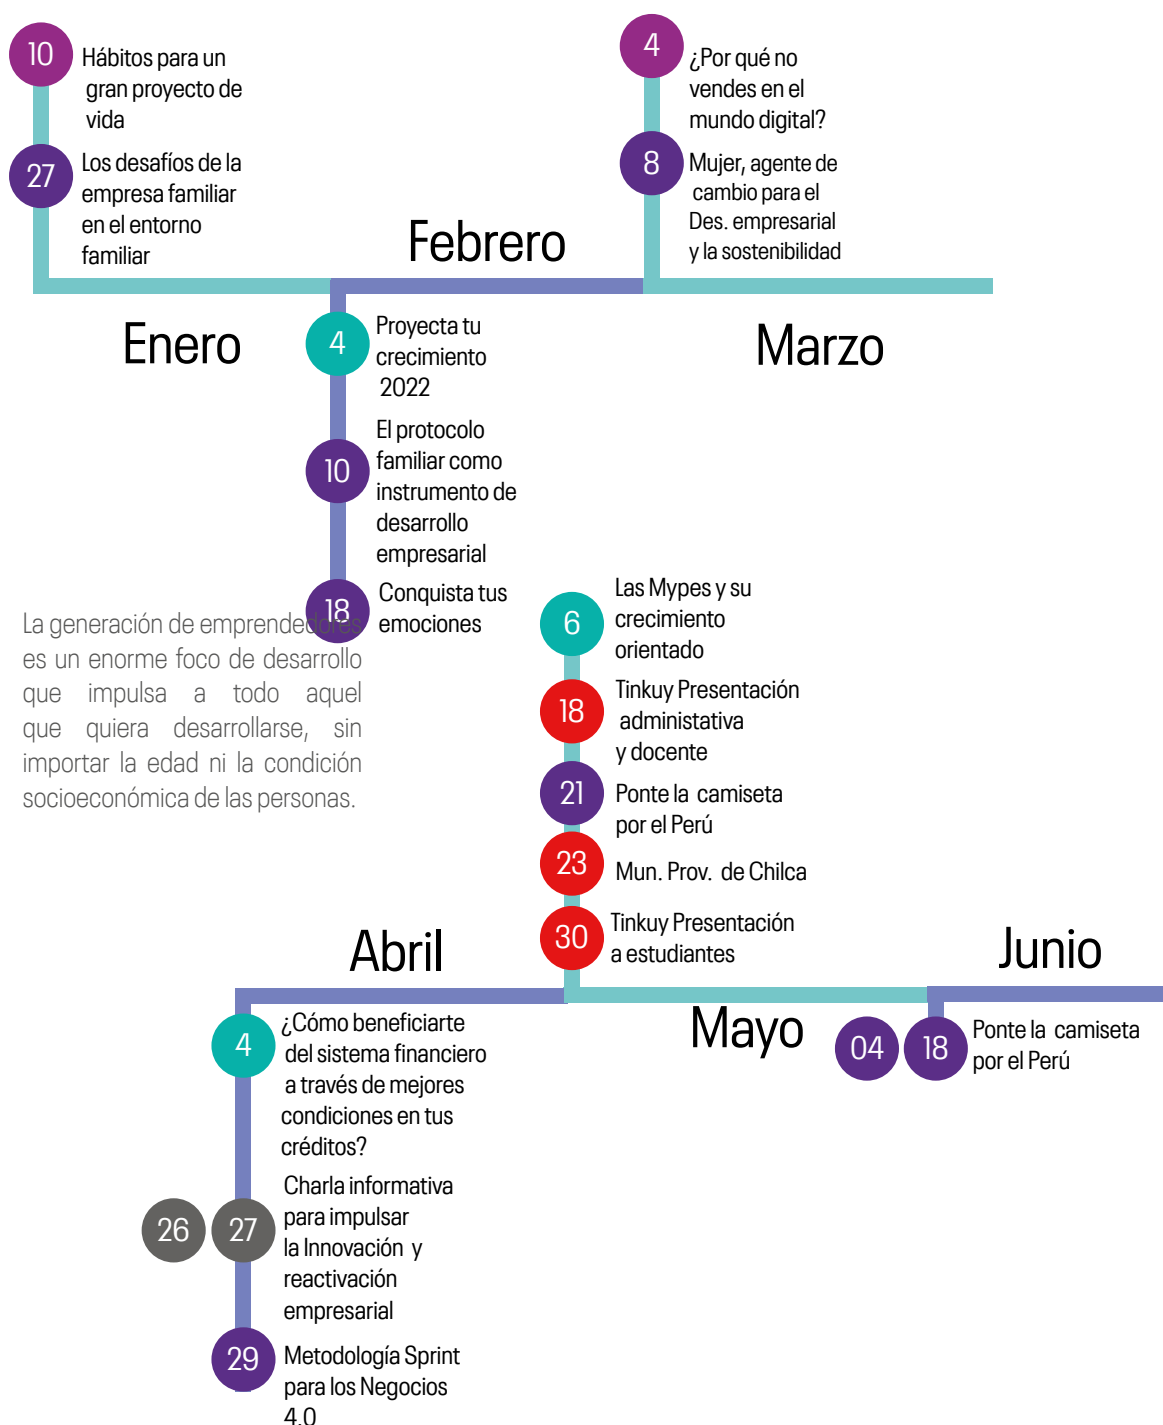 10
Hábitos para un
gran proyecto de
vida
27
Los desafíos de la
empresa familiar
en el entorno
familiar
Enero
Febrero
4
Proyecta tu
crecimiento
2022
10
El protocolo
familiar como
instrumento de
desarrollo
empresarial
18
Conquista tus
emociones
4
¿Por qué no
vendes en el
mundo digital?
8
Mujer, agente de
cambio para el
Des. empresarial
y la sostenibilidad
Marzo
La generación de emprendedores
es un enorme foco de desarrollo
que impulsa a todo aquel
que quiera desarrollarse, sin
importar la edad ni la condición
socioeconómica de las personas.
Abril
4
¿Cómo beneficiarte
del sistema financiero
a través de mejores
condiciones en tus
créditos?
26 27
Charla informativa
para impulsar
la Innovación y
reactivación
empresarial
29
Metodología Sprint
para los Negocios
4.0
6
Las Mypes y su
crecimiento
orientado
18
Tinkuy Presentación
administativa
y docente
21
Ponte la camiseta
por el Perú
23
Mun. Prov. de Chilca
30
Tinkuy Presentación
a estudiantes
Mayo
Junio
04 18
Ponte la camiseta
por el Perú